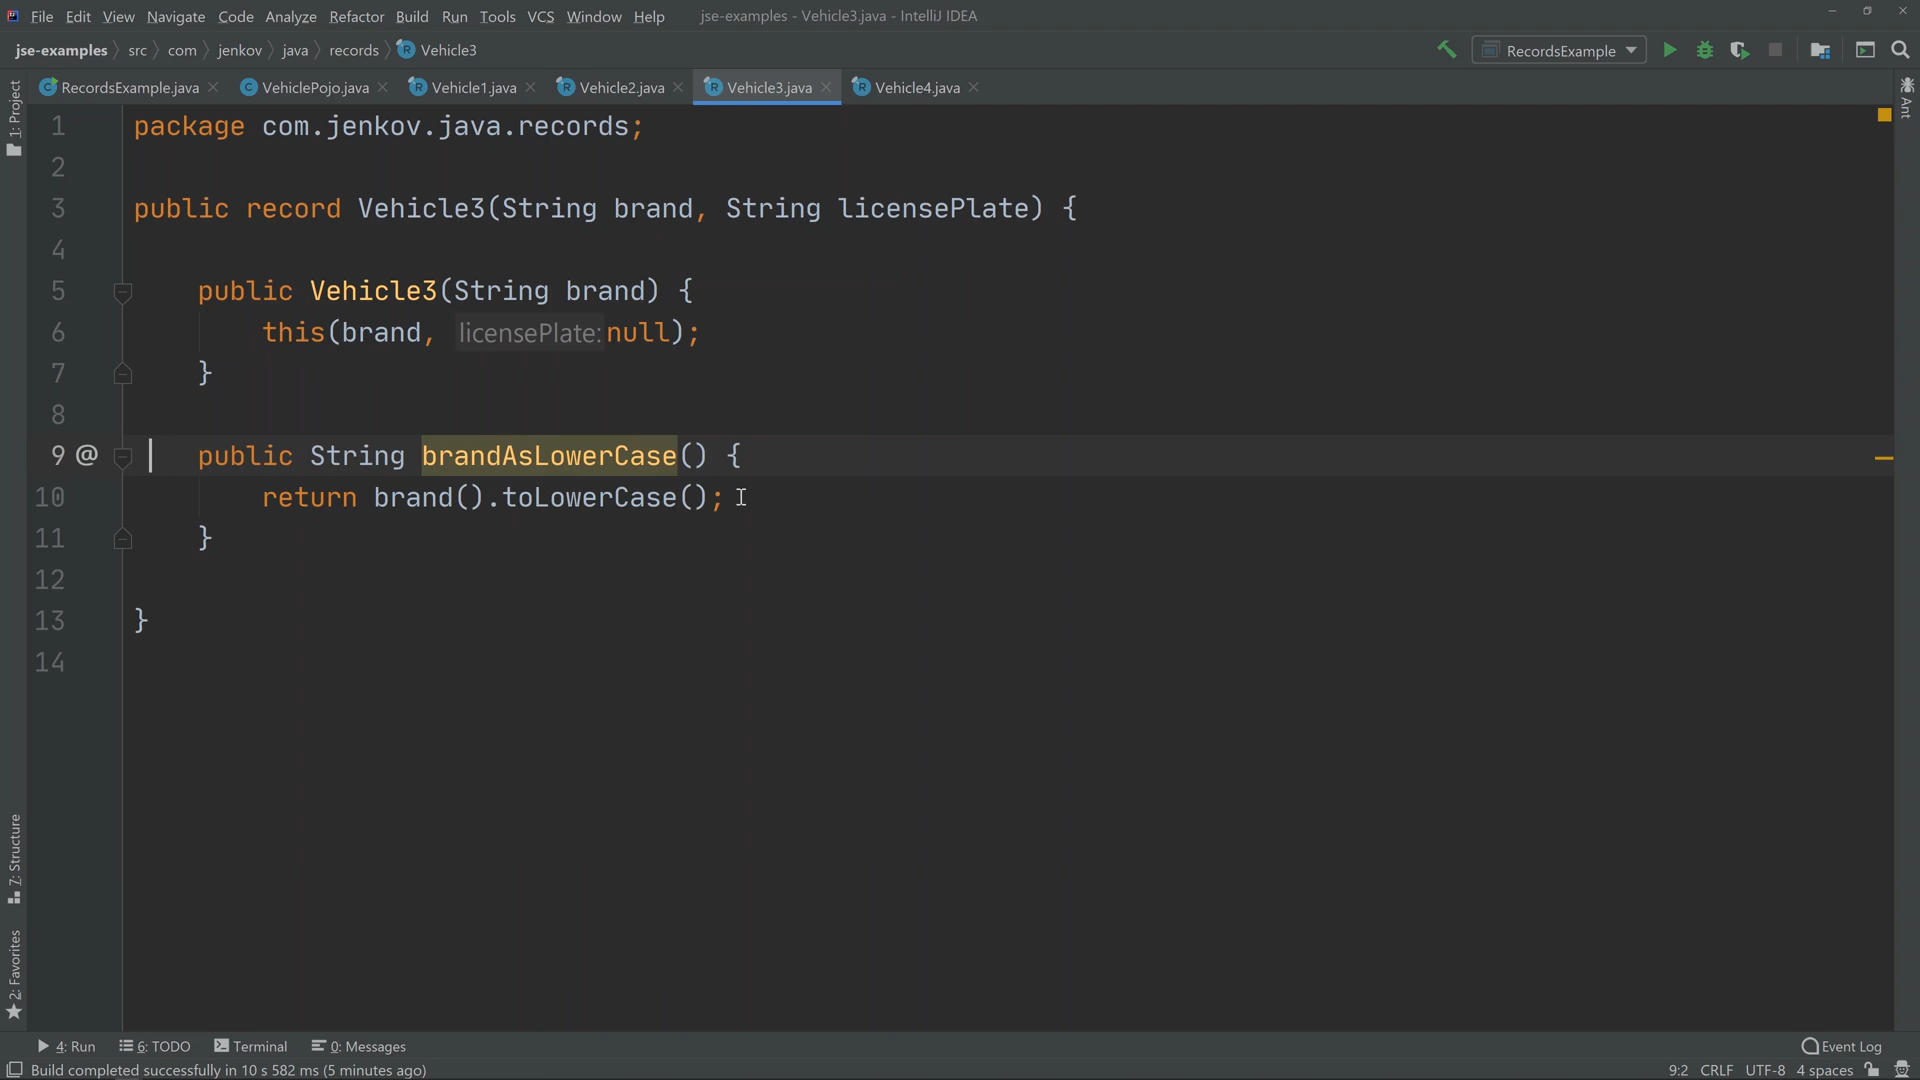 File Edit View Navigate Code Analyze Refactor Build Run Tools VCS Window Help jse-examples - Vehicle3.java - IntelliJ IDEA
jse-examples src com jenkov java records Vehicle3 RecordsExample
RecordsExample.java VehiclePojo.java Vehicle1.java Vehicle2.java Vehicle3.java Vehicle4.java
1: Project
Ant
1 package com.jenkov.java.records;
2
3 public record Vehicle3(String brand, String licensePlate) {
4
5 public Vehicle3(String brand) {
6 this(brand, licensePlate: null);
7 }
8
9 @ public String brandAsLowerCase() {
10 return brand().toLowerCase();
11 }
12
13 }
14
7: Structure
2: Favorites
4: Run 6: TODO Terminal 0: Messages Event Log
Build completed successfully in 10 s 582 ms (5 minutes ago) 9:2 CRLF UTF-8 4 spaces